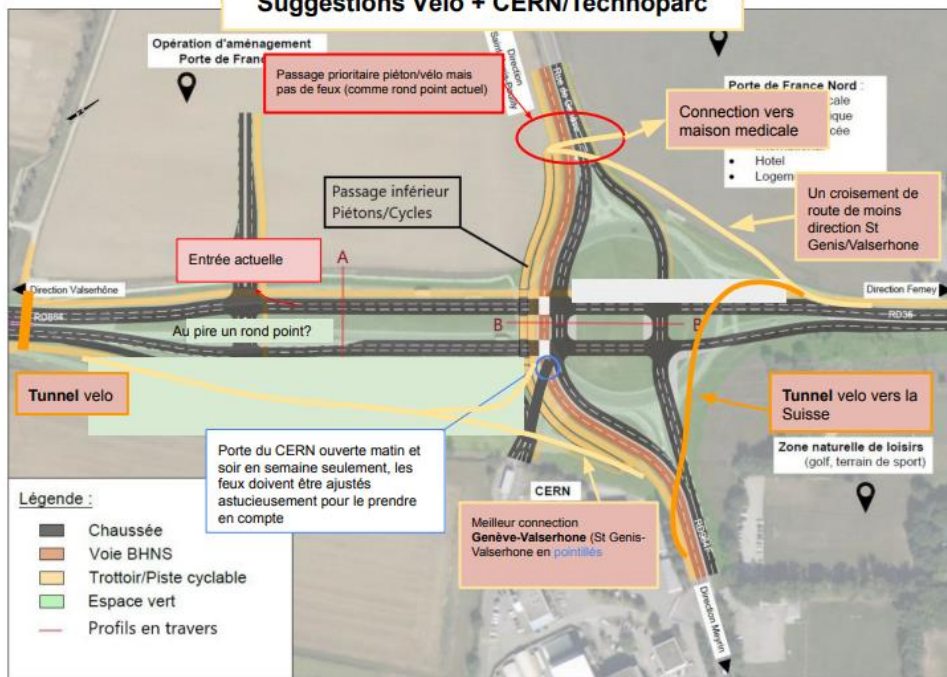 Suggestions Vélo + CERN/Technoparc
Opération d'aménagement
Porte de Fran
Direction
Saint
Passage prioritaire piéton/vélo mais
pas de feux (comme rond point actuel)
Rue de Genève
Porte de France Nord :
cale
ique
cée
Hotel
Logem
Connection vers
maison medicale
Passage inférieur
Piétons/Cycles
Un croisement de
route de moins
direction St
Genis/Valserhone
Entrée actuelle
A
Direction Valserhône
Direction Ferney
RD884
RD35
Au pire un rond point?
B
B
Tunnel velo
Tunnel velo vers la
Suisse
Porte du CERN ouverte matin et
soir en semaine seulement, les
feux doivent être ajustés
astucieusement pour le prendre
en compte
Zone naturelle de loisirs
(golf, terrain de sport)
CERN
Meilleur connection
Genève-Valserhone (St Genis-
Valserhone en pointillés
Direction Meyrin
Légende :
Chaussée
Voie BHNS
Trottoir/Piste cyclable
Espace vert
Profils en travers